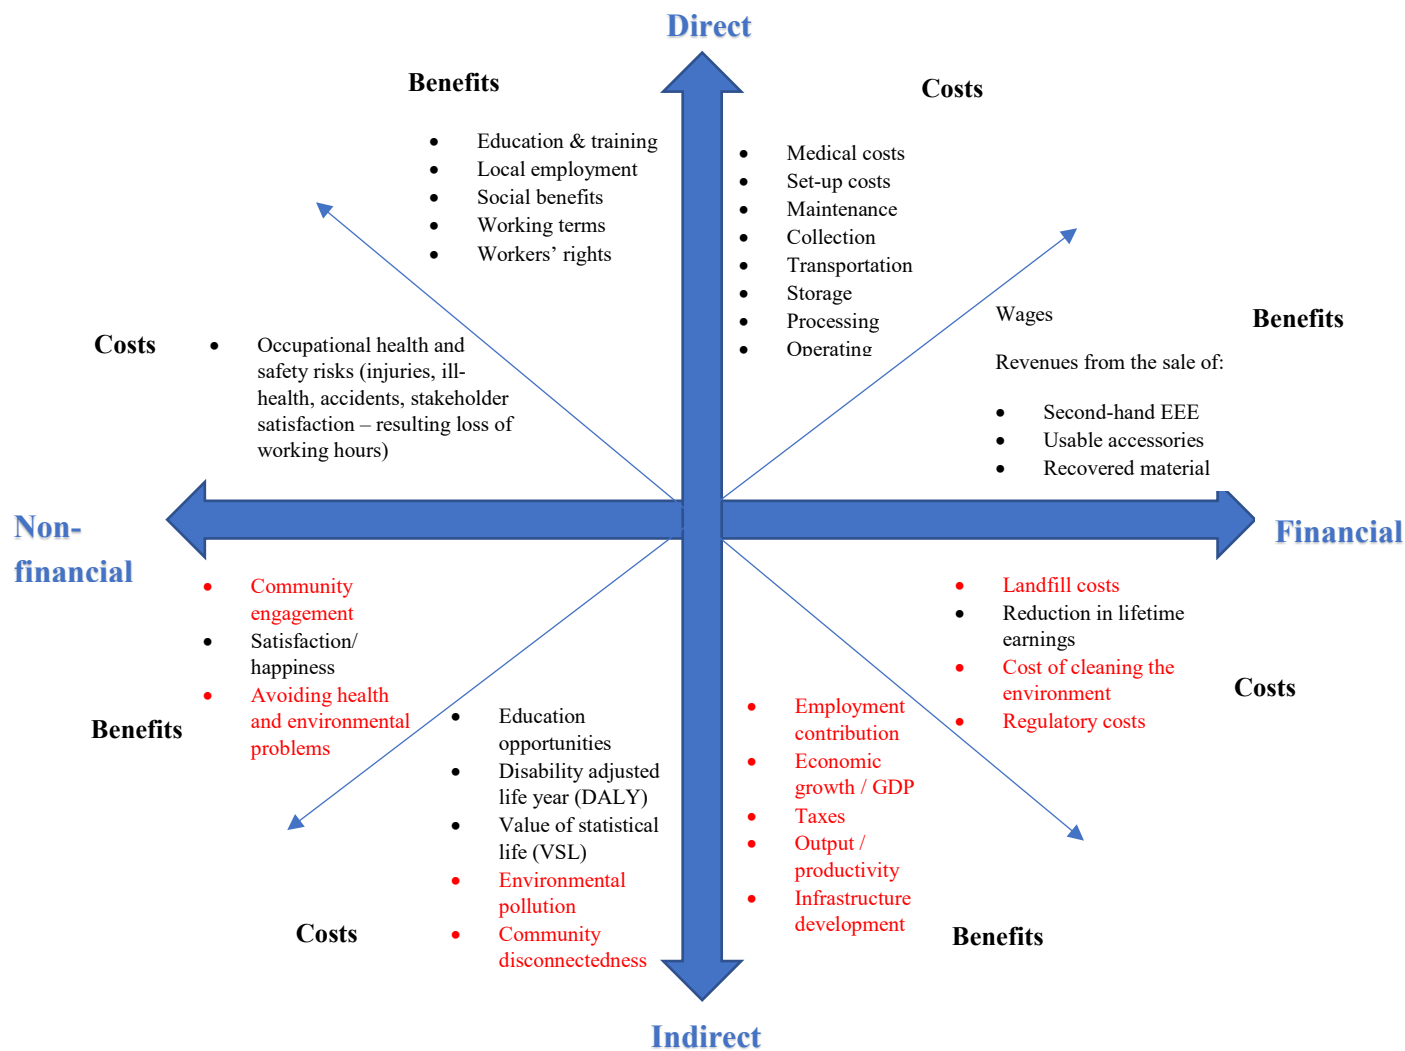 Direct
Benefits
Costs
• Education & training
• Local employment
• Social benefits
• Working terms
• Workers’ rights
• Medical costs
• Set-up costs
• Maintenance
• Collection
• Transportation
• Storage
• Processing
• Operating
Costs
• Occupational health and
safety risks (injuries, ill-
health, accidents, stakeholder
satisfaction – resulting loss of
working hours)
Wages
Revenues from the sale of:
• Second-hand EEE
• Usable accessories
• Recovered material
Benefits
Non-
financial
Financial
• Community
engagement
• Satisfaction/
happiness
• Avoiding health
and environmental
problems
Benefits
• Education
opportunities
• Disability adjusted
life year (DALY)
• Value of statistical
life (VSL)
• Environmental
pollution
• Community
disconnectedness
Costs
• Landfill costs
• Reduction in lifetime
earnings
• Cost of cleaning the
environment
• Regulatory costs
Costs
• Employment
contribution
• Economic
growth / GDP
• Taxes
• Output /
productivity
• Infrastructure
development
Benefits
Indirect